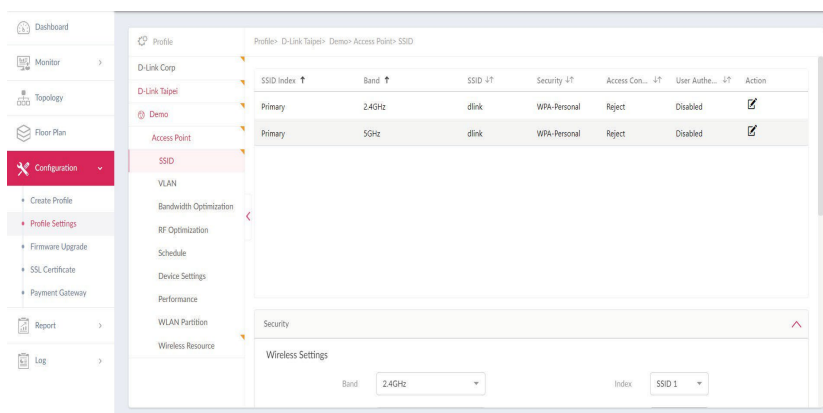 Dashboard
Monitor
Topology
Floor Plan
Configuration
Create Profile
Profile Settings
Firmware Upgrade
SSL Certificate
Payment Gateway
Report
Log
Profile
D-Link Corp
D-Link Taipei
Demo
Access Point
SSID
VLAN
Bandwidth Optimization
RF Optimization
Schedule
Device Settings
Performance
WLAN Partition
Wireless Resource
Profile> D-Link Taipei> Demo> Access Point> SSID
SSID Index ↑ Band ↑ SSID ↓↑ Security ↓↑ Access Con... ↓↑ User Authe... ↓↑ Action
Primary 2.4GHz dlink WPA-Personal Reject Disabled
Primary 5GHz dlink WPA-Personal Reject Disabled
Security
Wireless Settings
Band 2.4GHz Index SSID 1